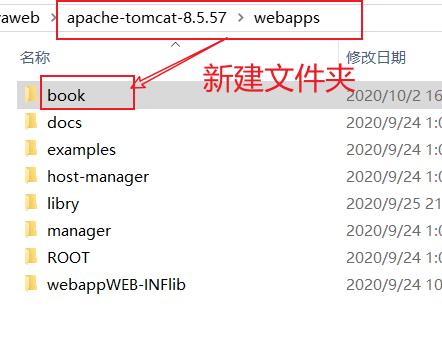 raweb > apache-tomcat-8.5.57 > webapps
名称 修改日期
新建文件夹
book 2020/10/2 16
docs 2020/9/24 1:0
examples 2020/9/24 1:0
host-manager 2020/9/24 1:0
libry 2020/9/25 21
manager 2020/9/24 1:0
ROOT 2020/9/24 1:0
webappWEB-INFlib 2020/9/24 10